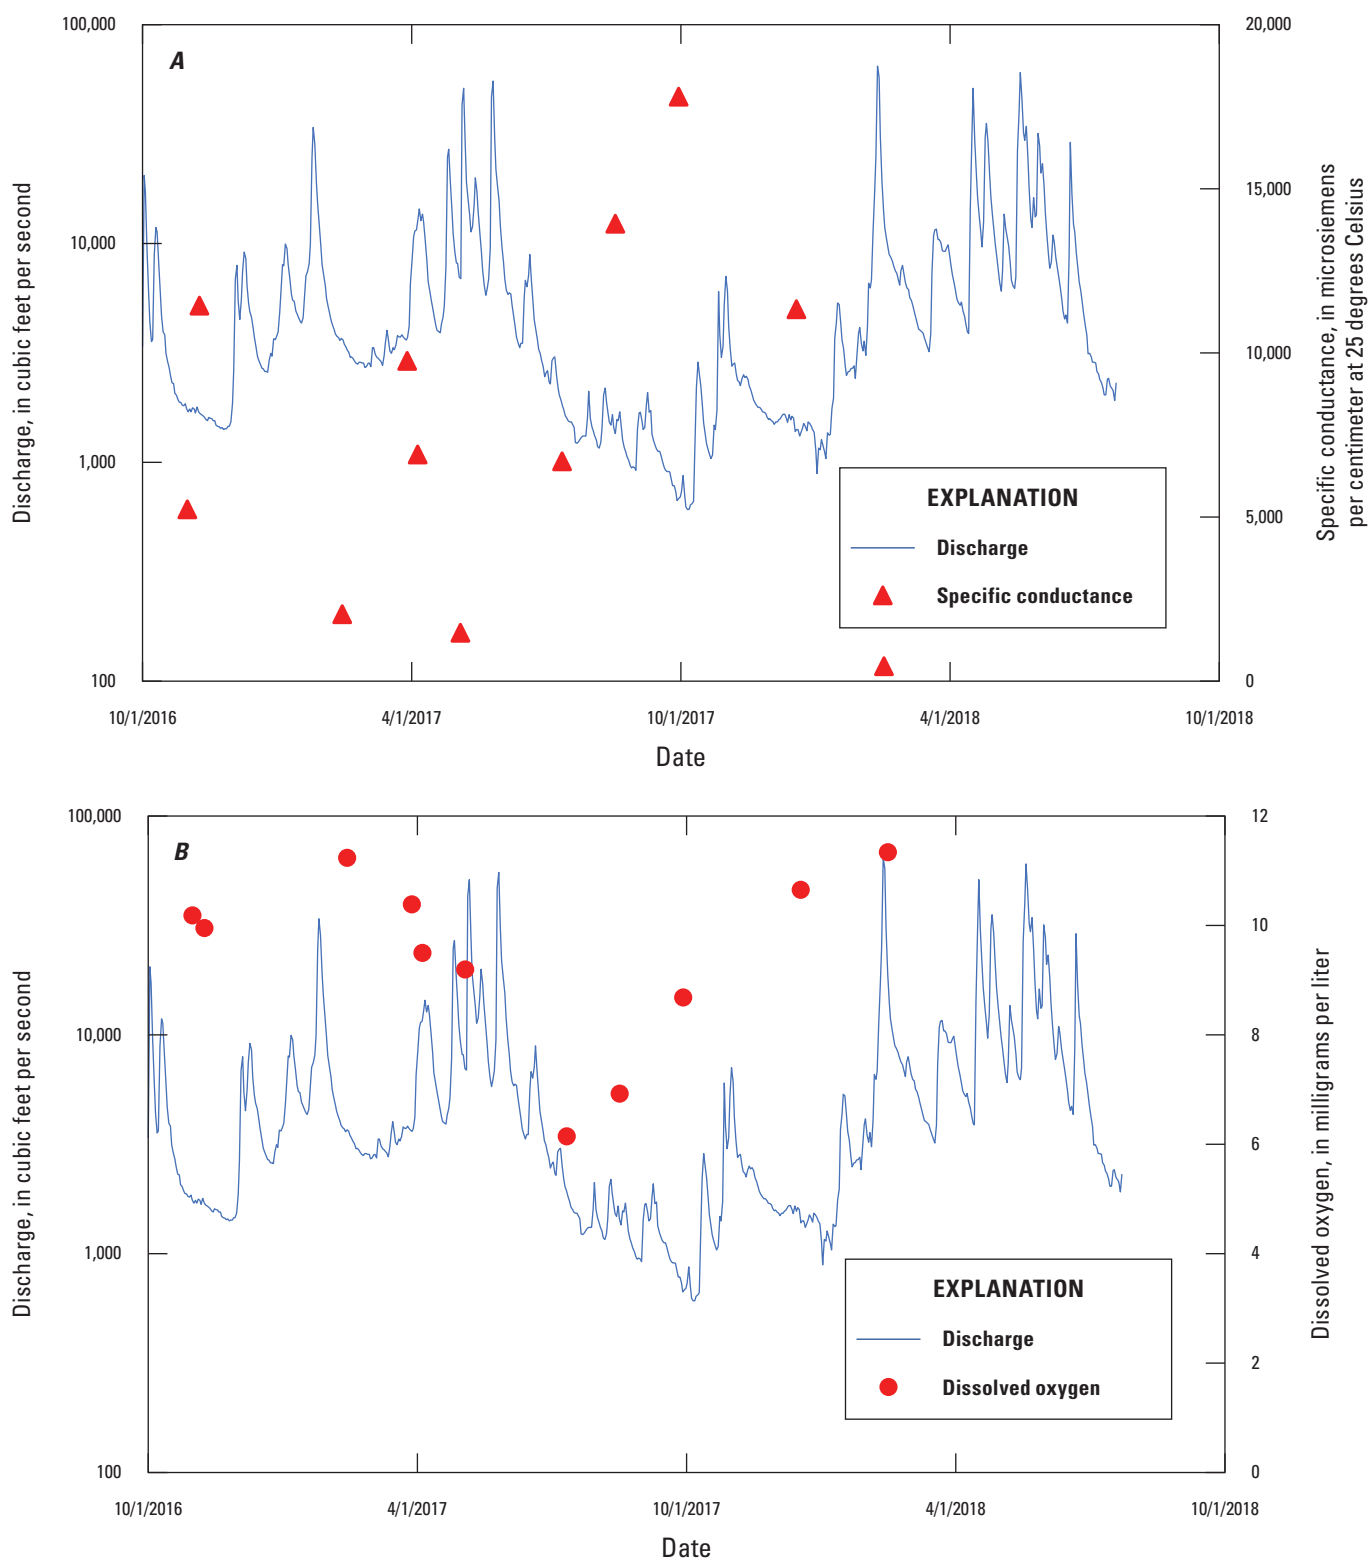 A
100,000
10,000
1,000
100
Discharge, in cubic feet per second
20,000
15,000
10,000
5,000
0
Specific conductance, in microsiemens
per centimeter at 25 degrees Celsius
EXPLANATION
Discharge
Specific conductance
10/1/2016
4/1/2017
10/1/2017
4/1/2018
10/1/2018
Date
B
100,000
10,000
1,000
100
Discharge, in cubic feet per second
12
10
8
6
4
2
0
Dissolved oxygen, in milligrams per liter
EXPLANATION
Discharge
Dissolved oxygen
10/1/2016
4/1/2017
10/1/2017
4/1/2018
10/1/2018
Date